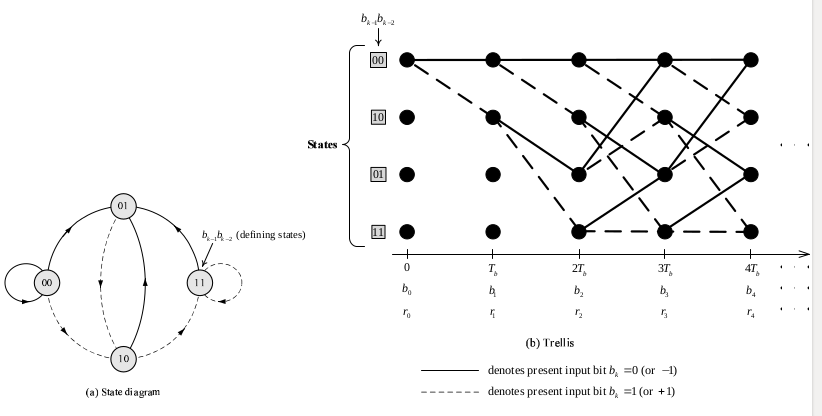 b_{k-1}b_{k-2}
00
10
States
01
11
01
b_{k-1}b_{k-2} (defining states)
00
11
10
(a) State diagram
0 T_b 2T_b 3T_b 4T_b
b_0 b_1 b_2 b_3 b_4
r_0 r_1 r_2 r_3 r_4
(b) Trellis
denotes present input bit b_k =0 (or −1)
denotes present input bit b_k =1 (or +1)